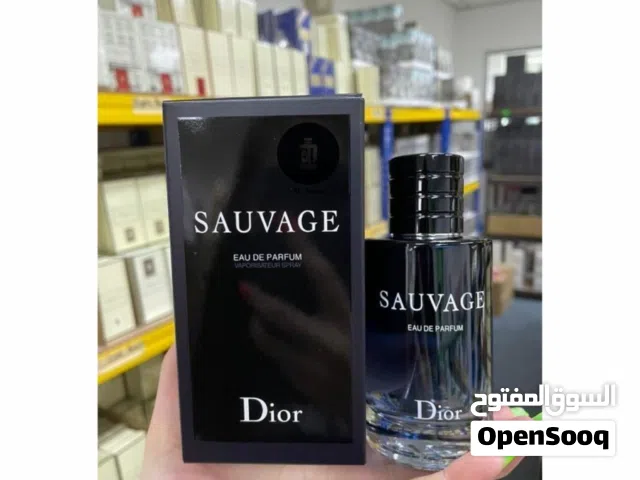 SAUVAGE
EAU DE PARFUM
VAPORISATEUR SPRAY
Dior
SAUVAGE
EAU DE PARFUM
Dior
السوق المفتوح
OpenSooq